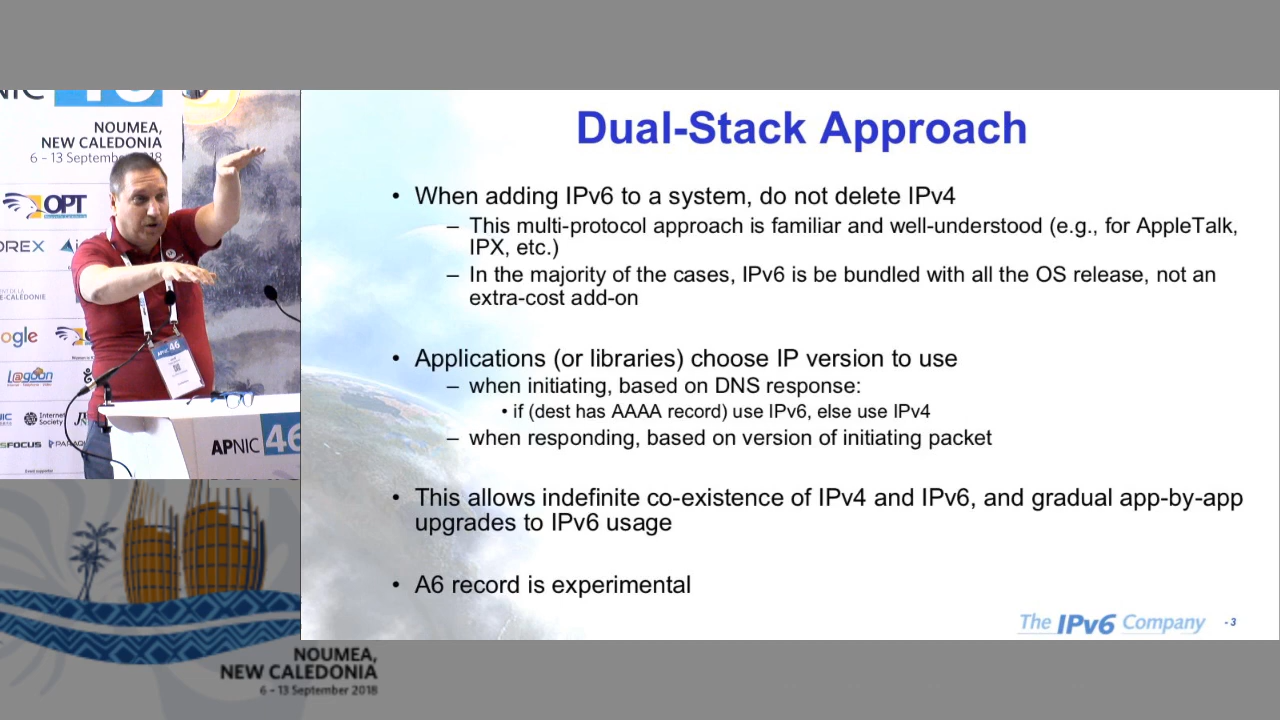 NOUMEA,
NEW CALEDONIA
6 - 13 September 2018
OPT
Lagoon
Internet
Society
APNIC 46
APNIC 46
NOUMEA,
NEW CALEDONIA
6 - 13 September 2018
Dual-Stack Approach
• When adding IPv6 to a system, do not delete IPv4
– This multi-protocol approach is familiar and well-understood (e.g., for AppleTalk,
IPX, etc.)
– In the majority of the cases, IPv6 is be bundled with all the OS release, not an
extra-cost add-on
• Applications (or libraries) choose IP version to use
– when initiating, based on DNS response:
• if (dest has AAAA record) use IPv6, else use IPv4
– when responding, based on version of initiating packet
• This allows indefinite co-existence of IPv4 and IPv6, and gradual app-by-app
upgrades to IPv6 usage
• A6 record is experimental
The IPv6 Company - 3